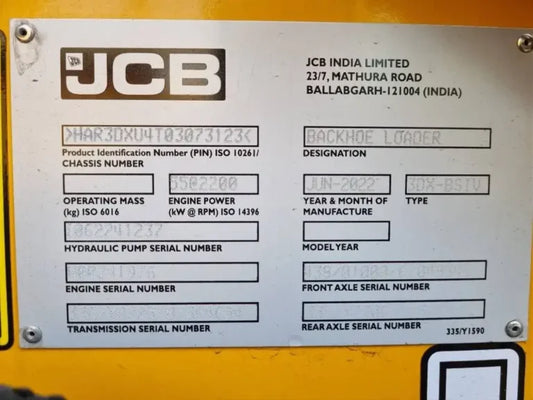 JCB
JCB INDIA LIMITED
23/7, MATHURA ROAD
BALLABGARH-121004 (INDIA)
>HAR3DXU4T03073123<
Product Identification Number (PIN) ISO 10261/
CHASSIS NUMBER
BACKHOE LOADER
DESIGNATION
55@2200
OPERATING MASS
(kg) ISO 6016
ENGINE POWER
(kW @ RPM) ISO 14396
JUN-2022
YEAR & MONTH OF
MANUFACTURE
3DX-BSIV
TYPE
HYDRAULIC PUMP SERIAL NUMBER
MODEL YEAR
ENGINE SERIAL NUMBER
FRONT AXLE SERIAL NUMBER
TRANSMISSION SERIAL NUMBER
REAR AXLE SERIAL NUMBER
335/Y1590